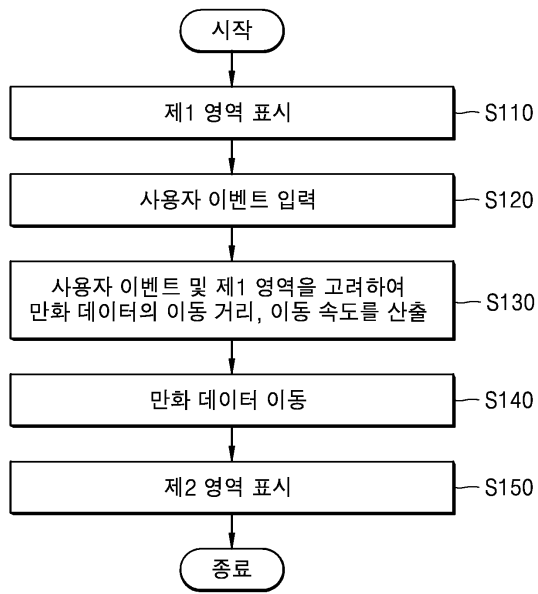 시작
제1 영역 표시
S110
사용자 이벤트 입력
S120
사용자 이벤트 및 제1 영역을 고려하여
만화 데이터의 이동 거리, 이동 속도를 산출
S130
만화 데이터 이동
S140
제2 영역 표시
S150
종료